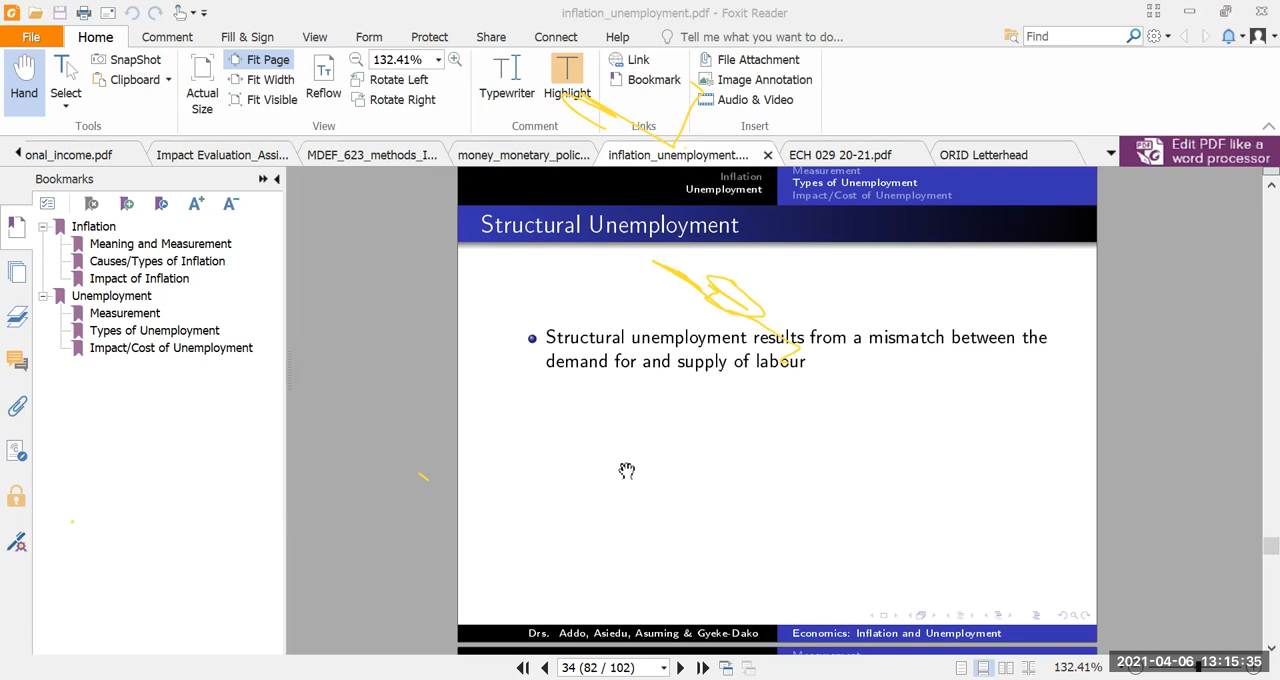 inflation_unemployment.pdf - Foxit Reader
File Home Comment Fill & Sign View Form Protect Share Connect Help Tell me what you want to do... Find
Hand
Select
SnapShot
Clipboard
Tools
Actual
Size
Fit Page
Fit Width
Fit Visible
Reflow
132.41%
Rotate Left
Rotate Right
View
Typewriter
Highlight
Comment
Link
Bookmark
Links
File Attachment
Image Annotation
Audio & Video
Insert
onal_income.pdf Impact Evaluation_Assi... MDEF_623_methods_I... money_monetary_polic... inflation_unemployment.... ECH 029 20-21.pdf ORID Letterhead
Edit PDF like a
word processor
Bookmarks
Inflation
Meaning and Measurement
Causes/Types of Inflation
Impact of Inflation
Unemployment
Measurement
Types of Unemployment
Impact/Cost of Unemployment
Inflation
Unemployment
Measurement
Types of Unemployment
Impact/Cost of Unemployment
Structural Unemployment
Structural unemployment results from a mismatch between the
demand for and supply of labour
Drs. Addo, Asiedu, Asuming & Gyeke-Dako Economics: Inflation and Unemployment
Measurement
34 (82 / 102)
132.41%
2021-04-06 13:15:35